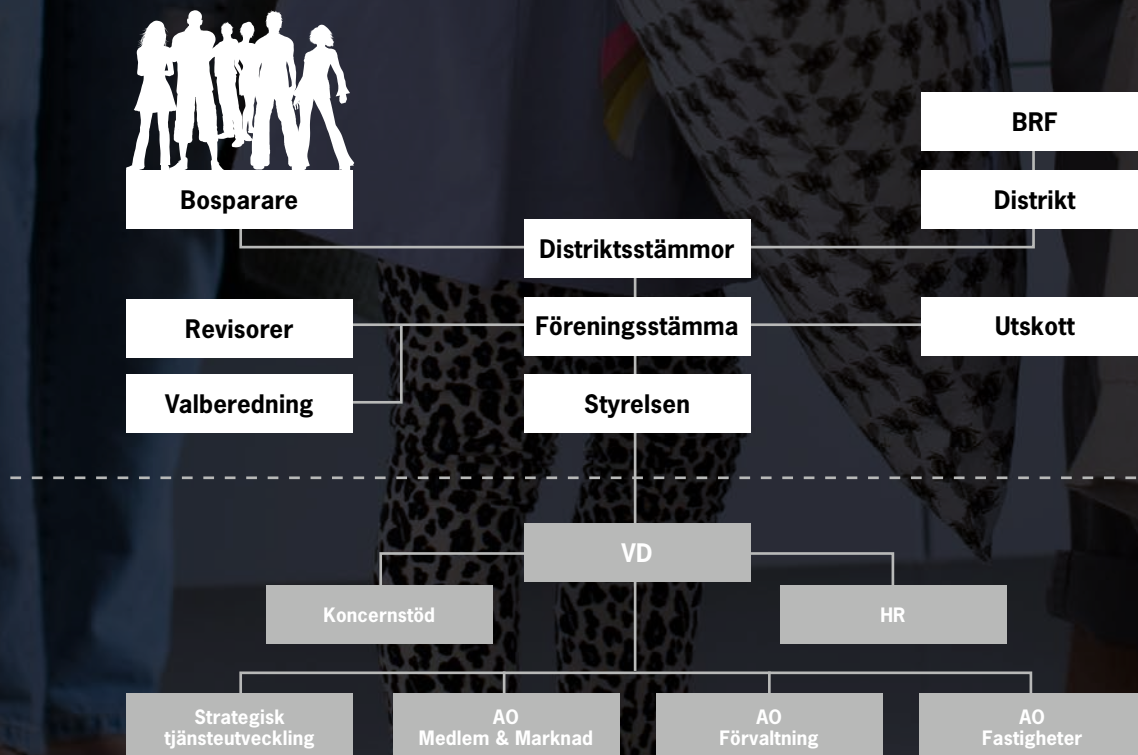 BRF
Bosparare
Distrikt
Distriktsstämmor
Revisorer
Föreningsstämma
Utskott
Valberedning
Styrelsen
VD
Koncernstöd
HR
Strategisk
tjänsteutveckling
AO
Medlem & Marknad
AO
Förvaltning
AO
Fastigheter